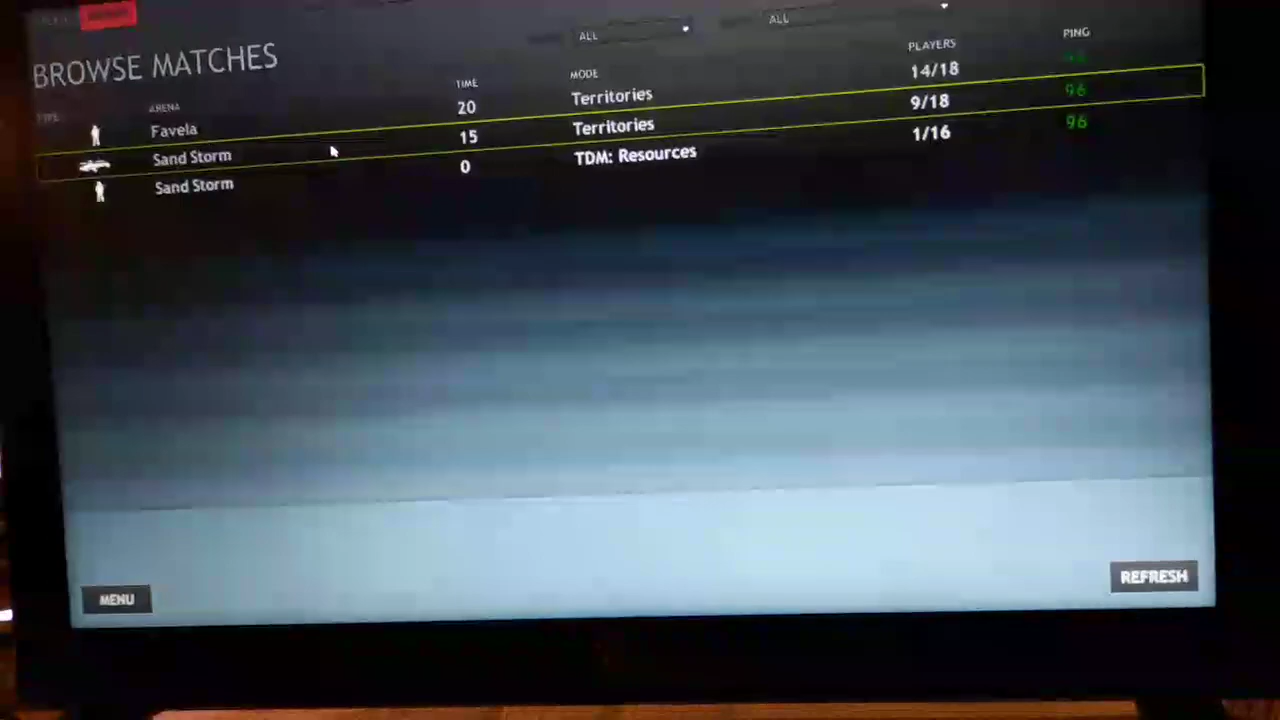 ALL
ALL
BROWSE MATCHES
ARENA TIME MODE PLAYERS PING
Favela 20 Territories 14/18
Sand Storm 15 Territories 9/18 96
Sand Storm 0 TDM: Resources 1/16 96
MENU
REFRESH